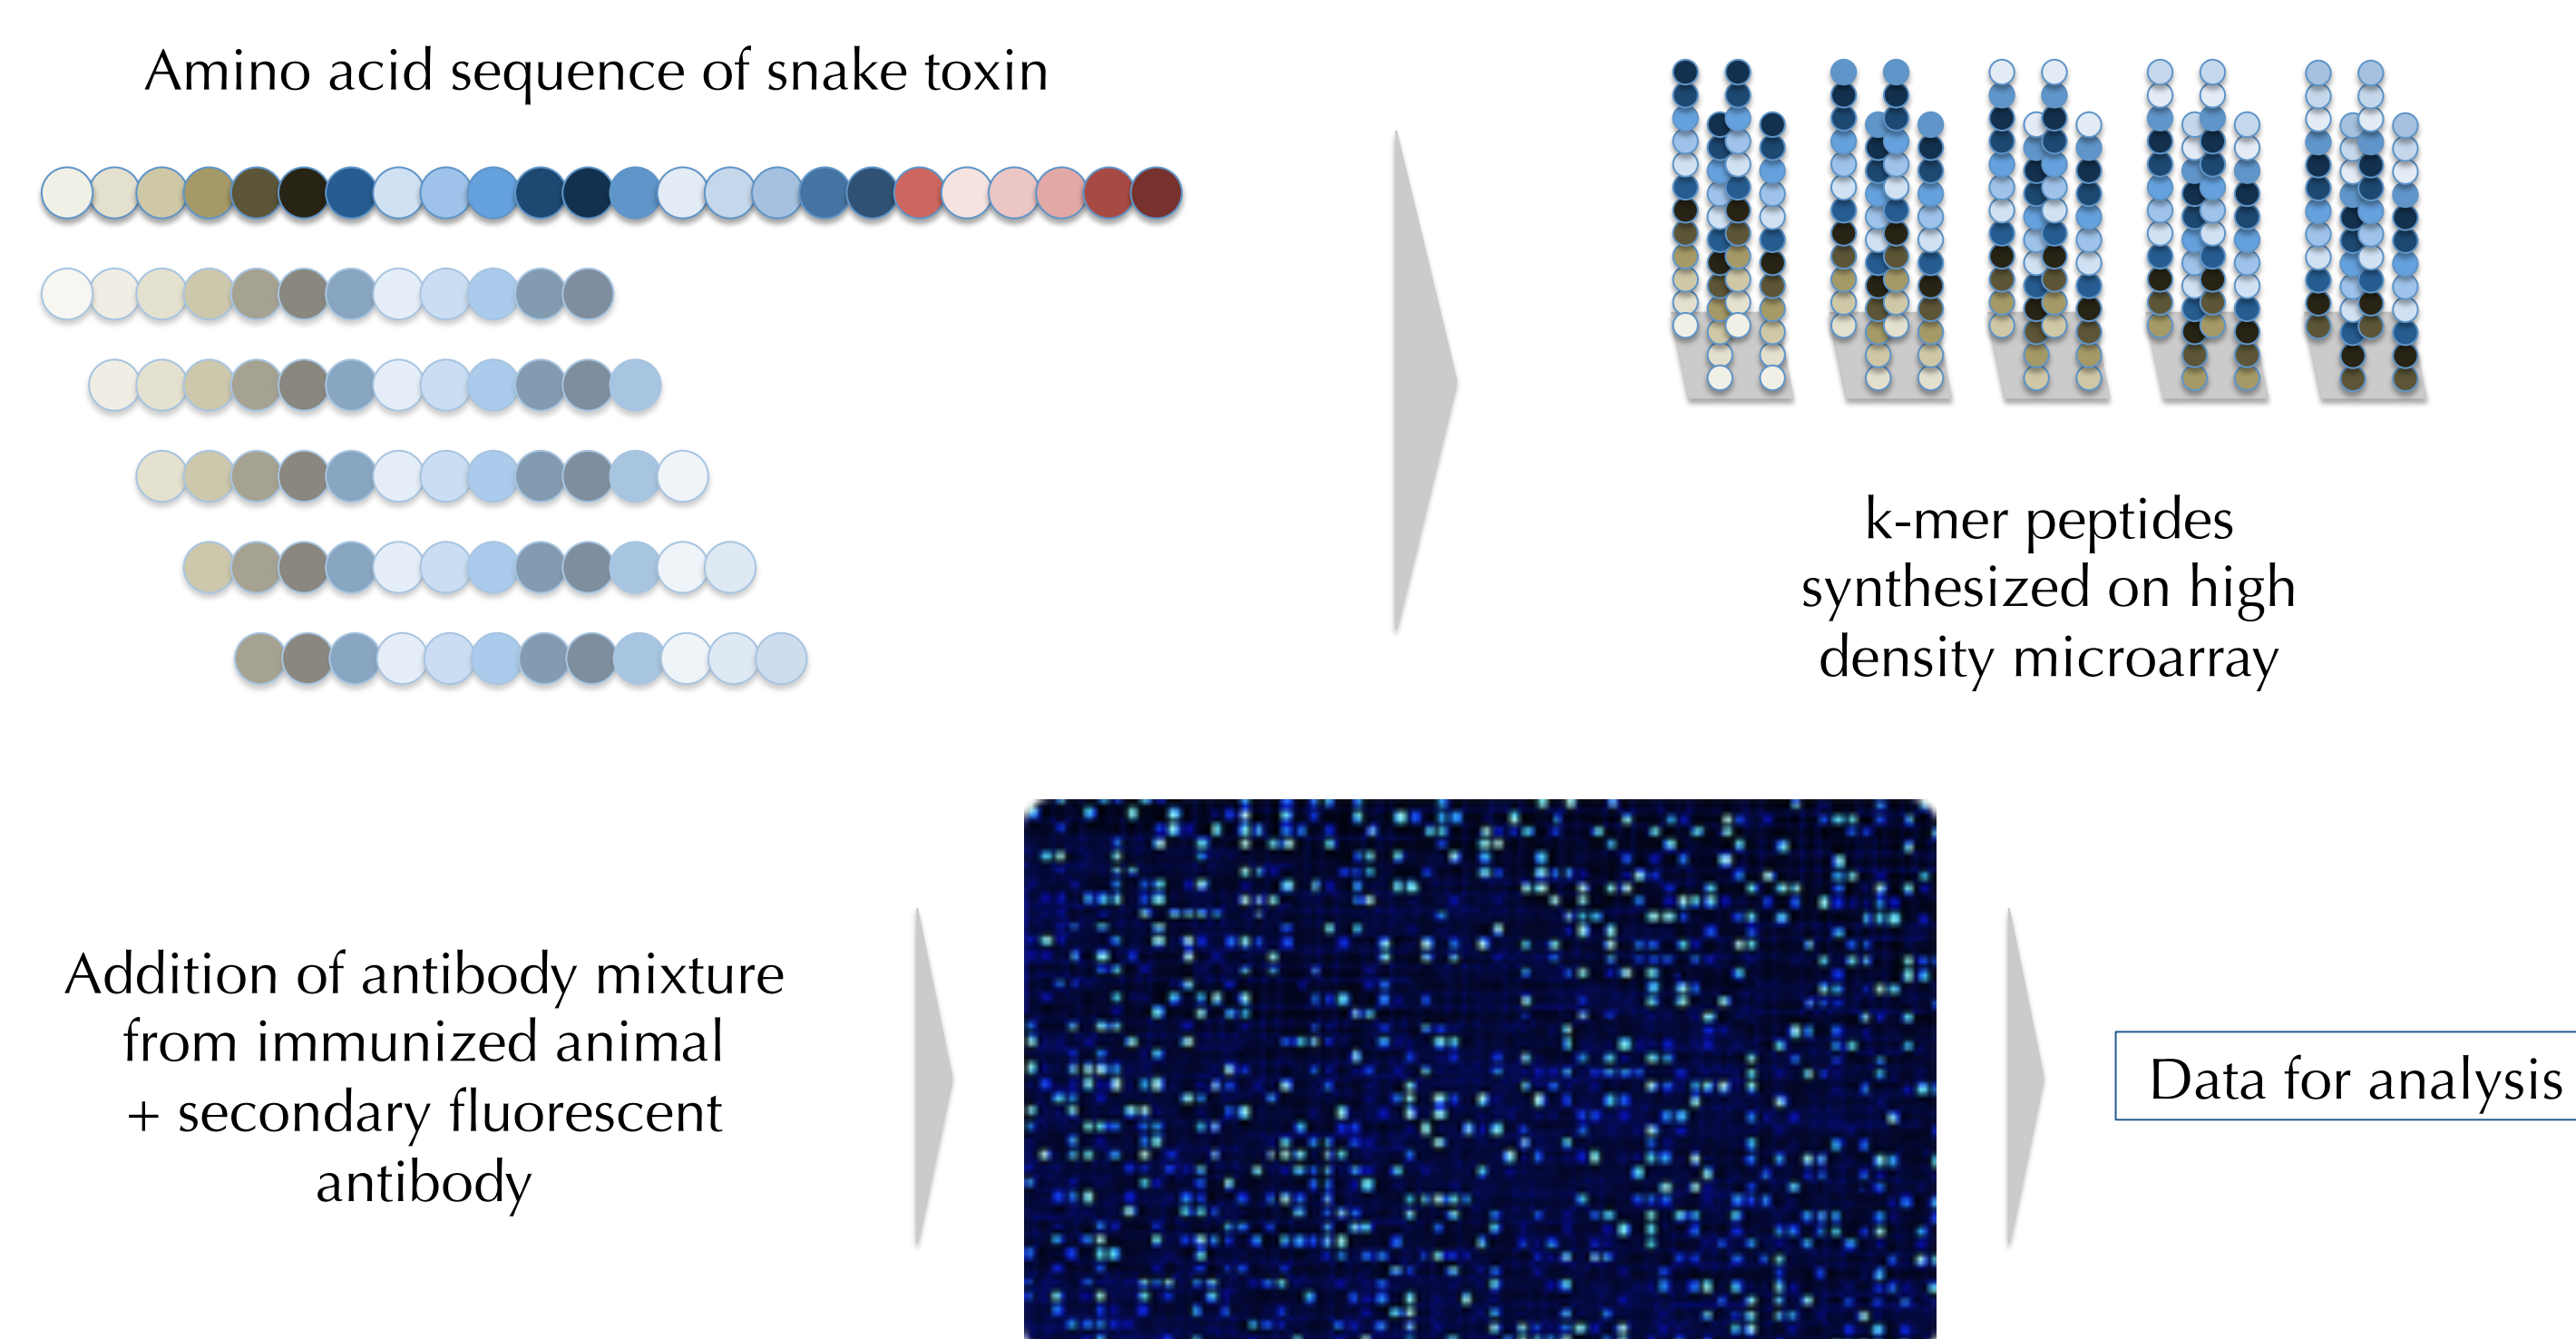 Amino acid sequence of snake toxin
k-mer peptides
synthesized on high
density microarray
Addition of antibody mixture
from immunized animal
+ secondary fluorescent
antibody
Data for analysis